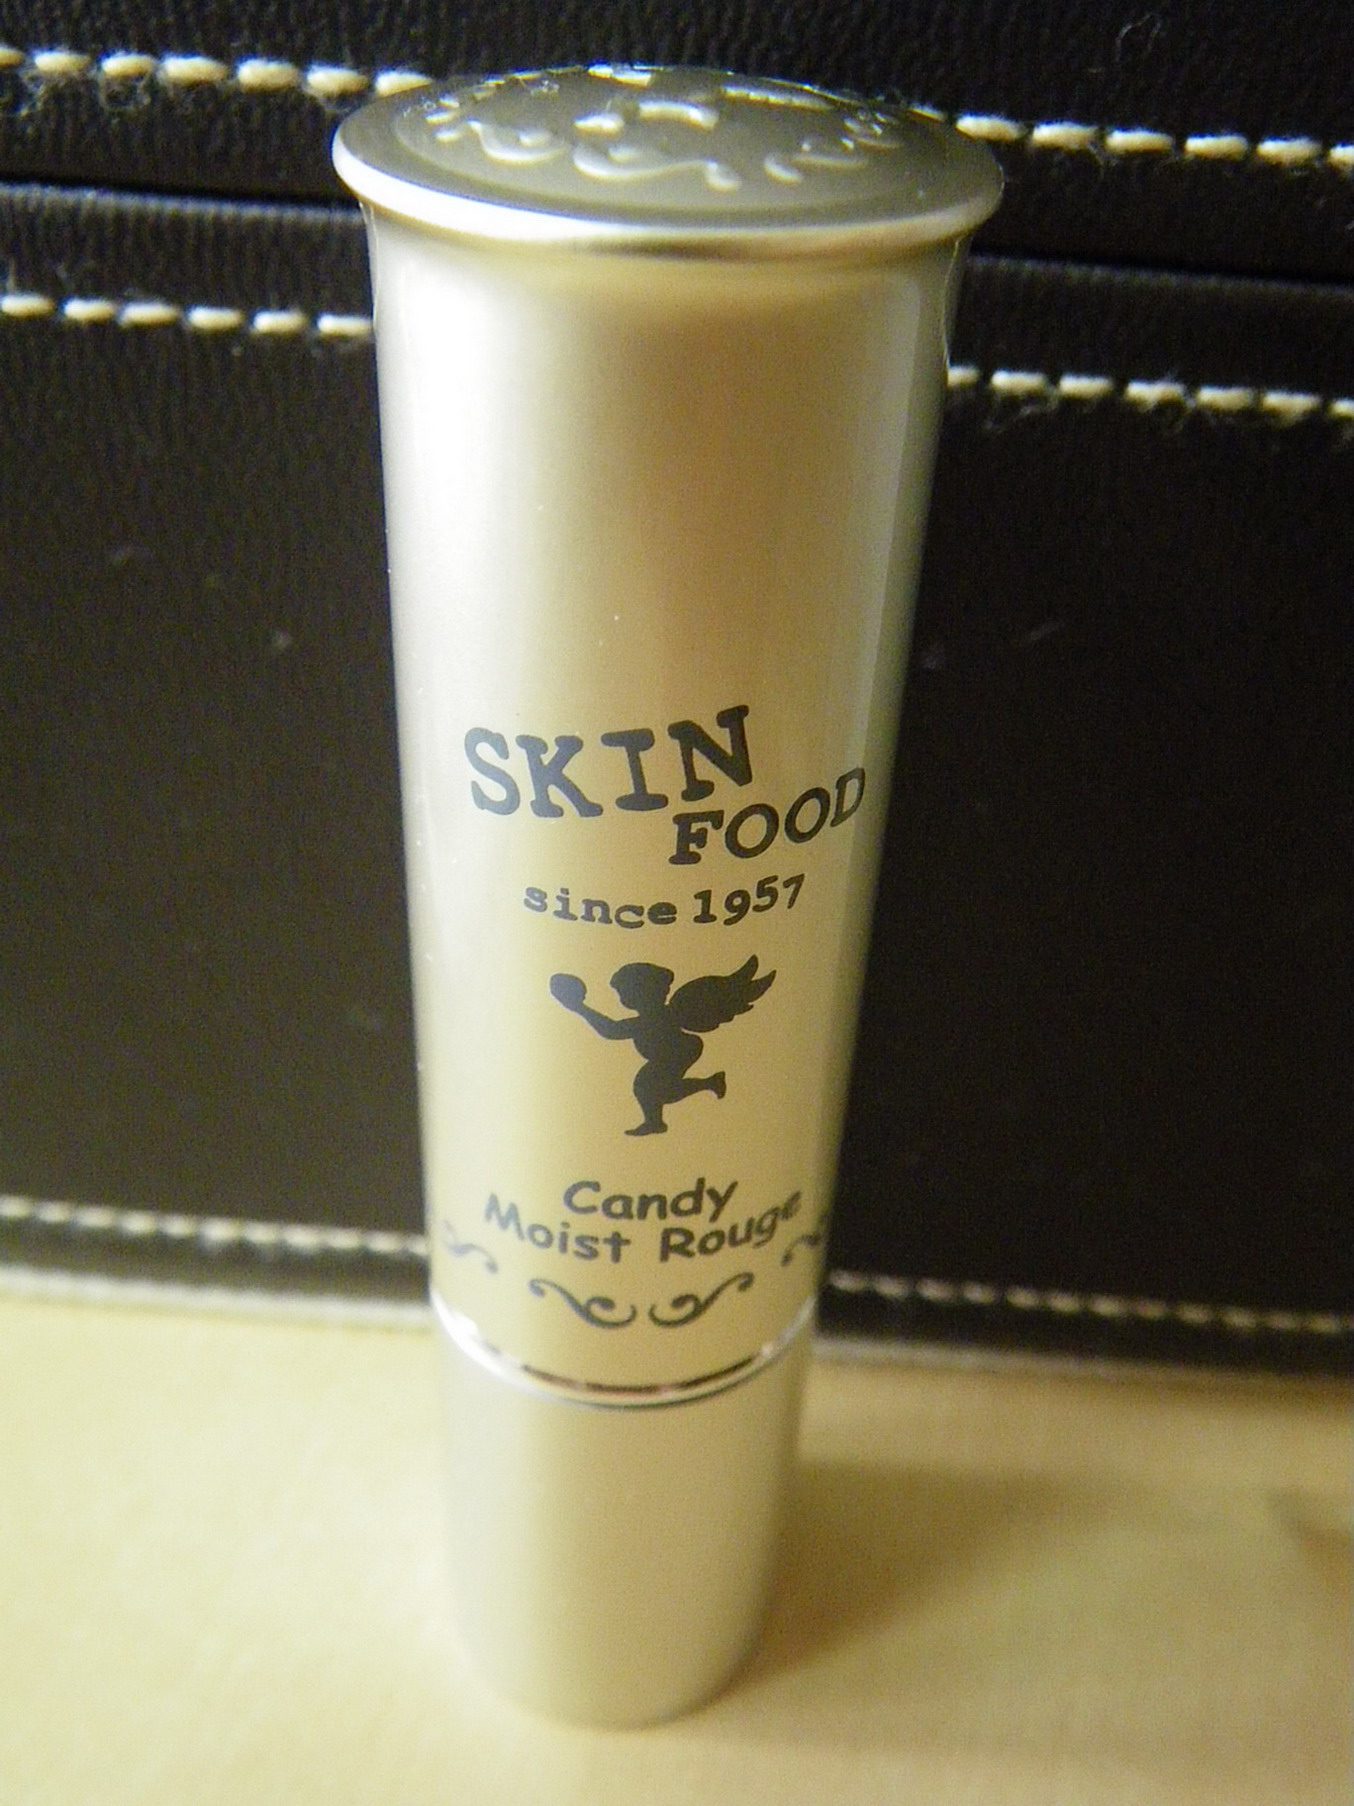 SKIN
FOOD
since 1957
Candy
Moist Rouge